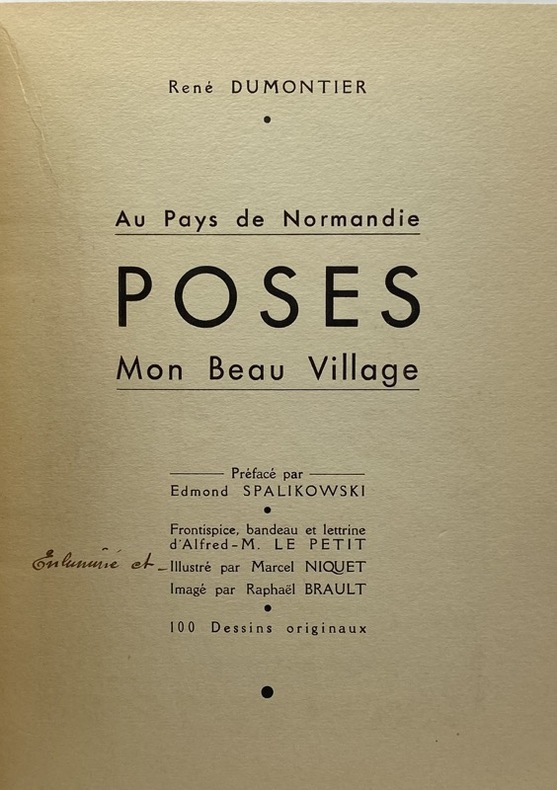 René DUMONTIER
Au Pays de Normandie
POSES
Mon Beau Village
Préfacé par
Edmond SPALIKOWSKI
Frontispice, bandeau et lettrine
d'Alfred-M. LE PETIT
Enluminé et - Illustré par Marcel NIQUET
Imagé par Raphaël BRAULT
100 Dessins originaux